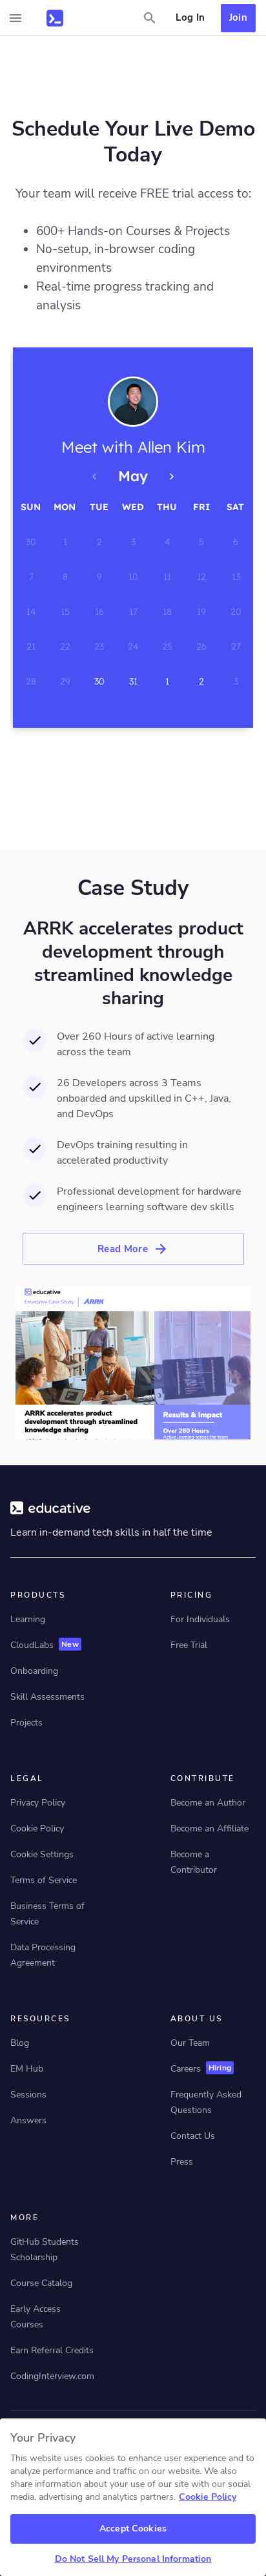 Log In
Join
Schedule Your Live Demo
Today
Your team will receive FREE trial access to:
600+ Hands-on Courses & Projects
No-setup, in-browser coding
environments
Real-time progress tracking and
analysis
Meet with Allen Kim
May
SUN MON TUE WED THU FRI SAT
30 1 2 3 4 5 6
7 8 9 10 11 12 13
14 15 16 17 18 19 20
21 22 23 24 25 26 27
28 29 30 31 1 2 3
Case Study
ARRK accelerates product
development through
streamlined knowledge
sharing
Over 260 Hours of active learning
across the team
26 Developers across 3 Teams
onboarded and upskilled in C++, Java,
and DevOps
DevOps training resulting in
accelerated productivity
Professional development for hardware
engineers learning software dev skills
Read More
educative
Enterprise Case Study | ARRK
ARRK accelerates product
development through streamlined
knowledge sharing
Results & Impact
Over 260 Hours
educative
Learn in-demand tech skills in half the time
PRODUCTS
Learning
CloudLabs New
Onboarding
Skill Assessments
Projects
PRICING
For Individuals
Free Trial
LEGAL
Privacy Policy
Cookie Policy
Cookie Settings
Terms of Service
Business Terms of
Service
Data Processing
Agreement
CONTRIBUTE
Become an Author
Become an Affiliate
Become a
Contributor
RESOURCES
Blog
EM Hub
Sessions
Answers
ABOUT US
Our Team
Careers Hiring
Frequently Asked
Questions
Contact Us
Press
MORE
GitHub Students
Scholarship
Course Catalog
Early Access
Courses
Earn Referral Credits
CodingInterview.com
Your Privacy
This website uses cookies to enhance user experience and to
analyze performance and traffic on our website. We also
share information about your use of our site with our social
media, advertising and analytics partners. Cookie Policy
Accept Cookies
Do Not Sell My Personal Information